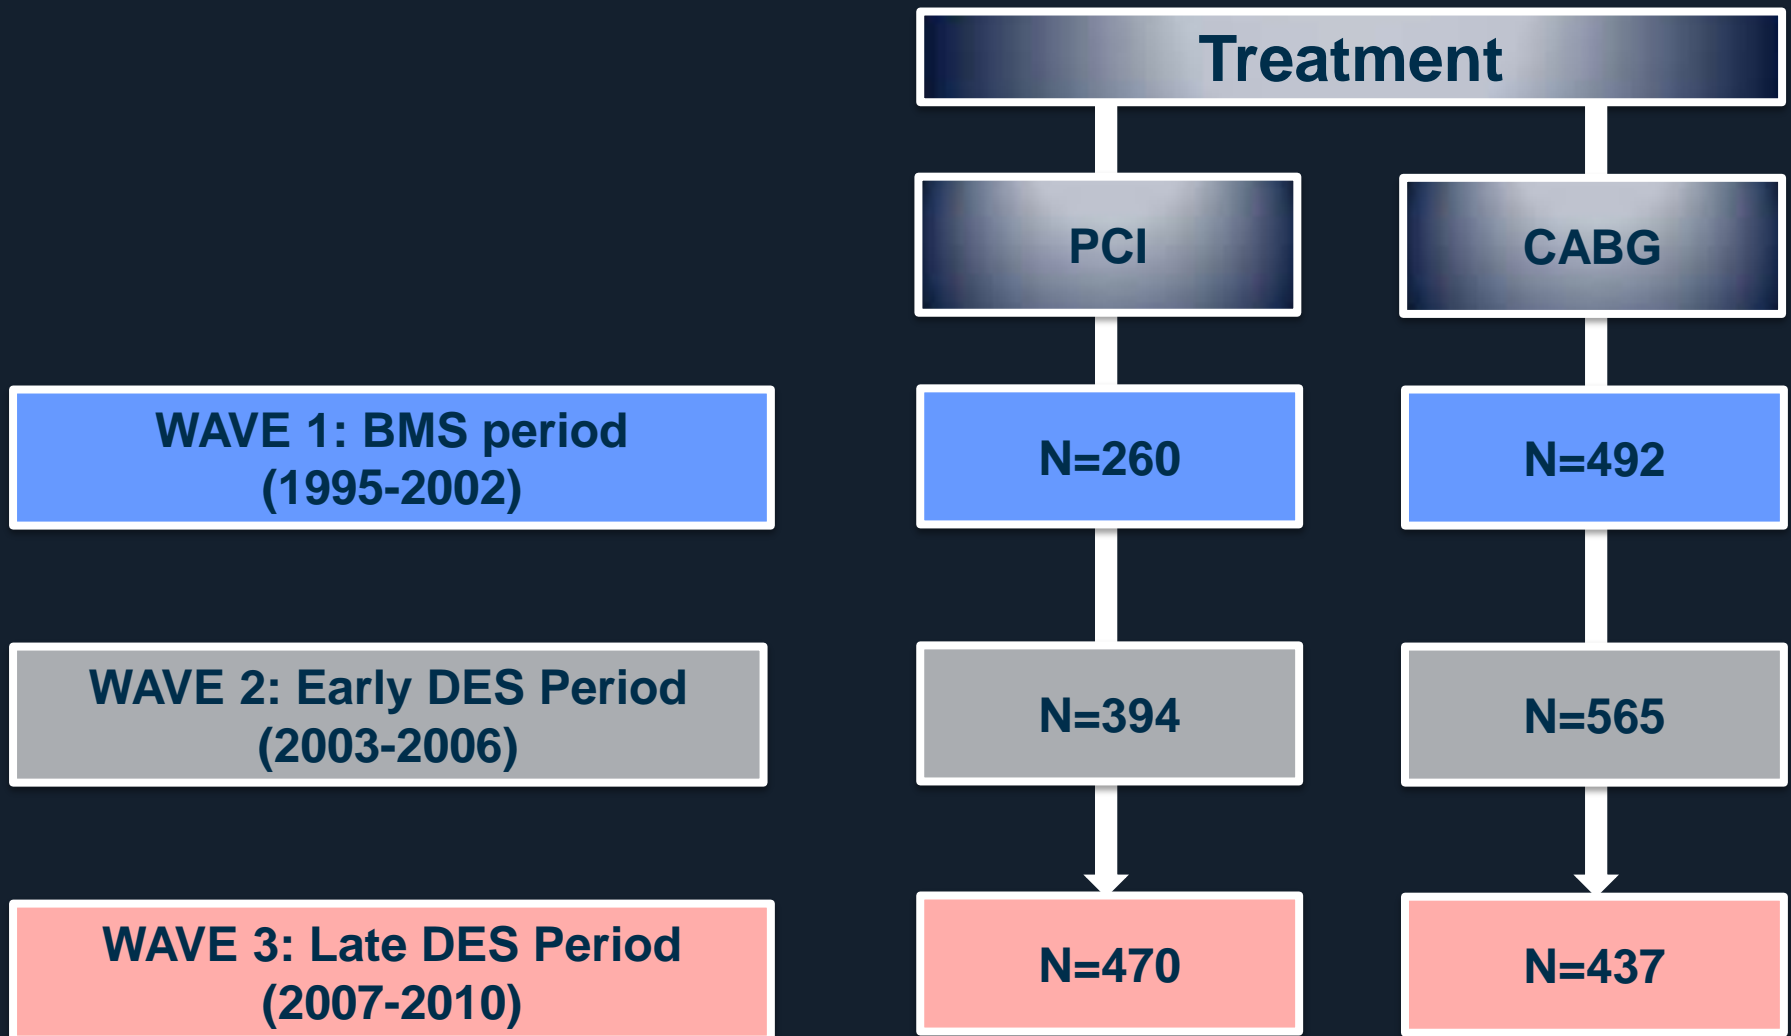 Treatment
PCI
CABG
WAVE 1: BMS period
(1995-2002)
N=260
N=492
WAVE 2: Early DES Period
(2003-2006)
N=394
N=565
WAVE 3: Late DES Period
(2007-2010)
N=470
N=437